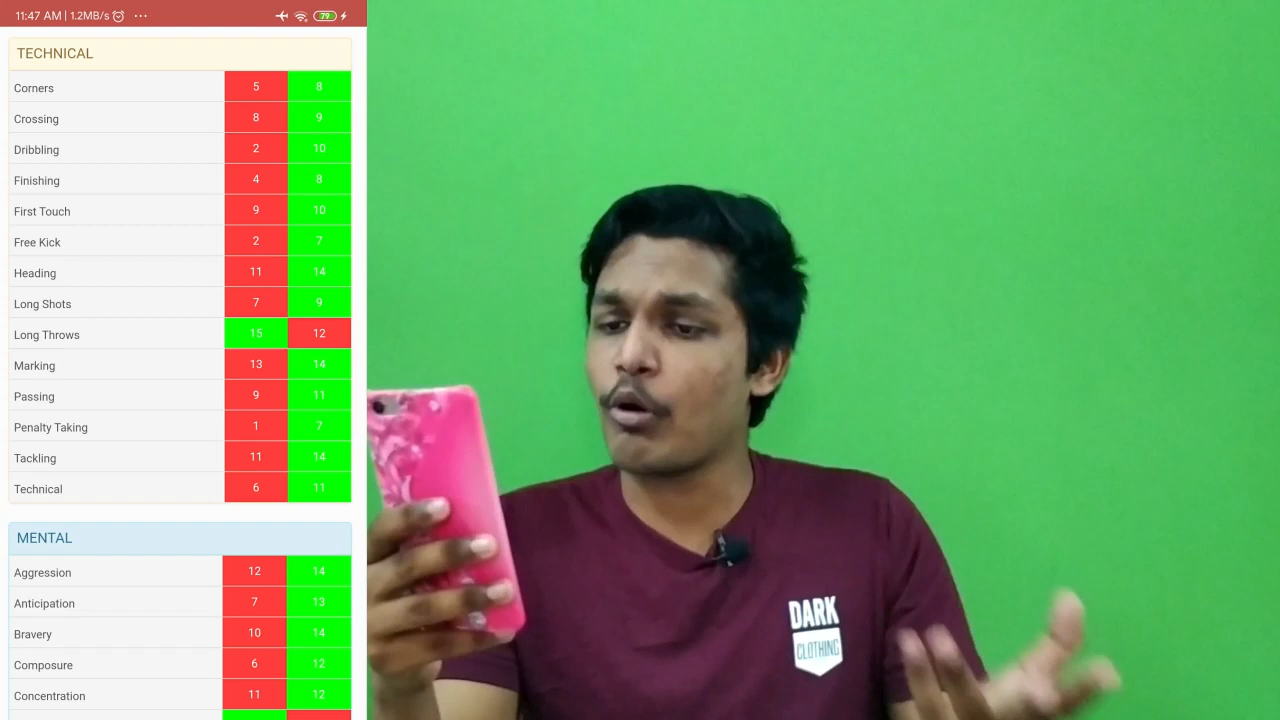 11:47 AM | 1.2MB/s ... 79
TECHNICAL
Corners 5 8
Crossing 8 9
Dribbling 2 10
Finishing 4 8
First Touch 9 10
Free Kick 2 7
Heading 11 14
Long Shots 7 9
Long Throws 15 12
Marking 13 14
Passing 9 11
Penalty Taking 1 7
Tackling 11 14
Technical 6 11
MENTAL
Aggression 12 14
Anticipation 7 13
Bravery 10 14
Composure 6 12
Concentration 11 12
DARK
CLOTHING